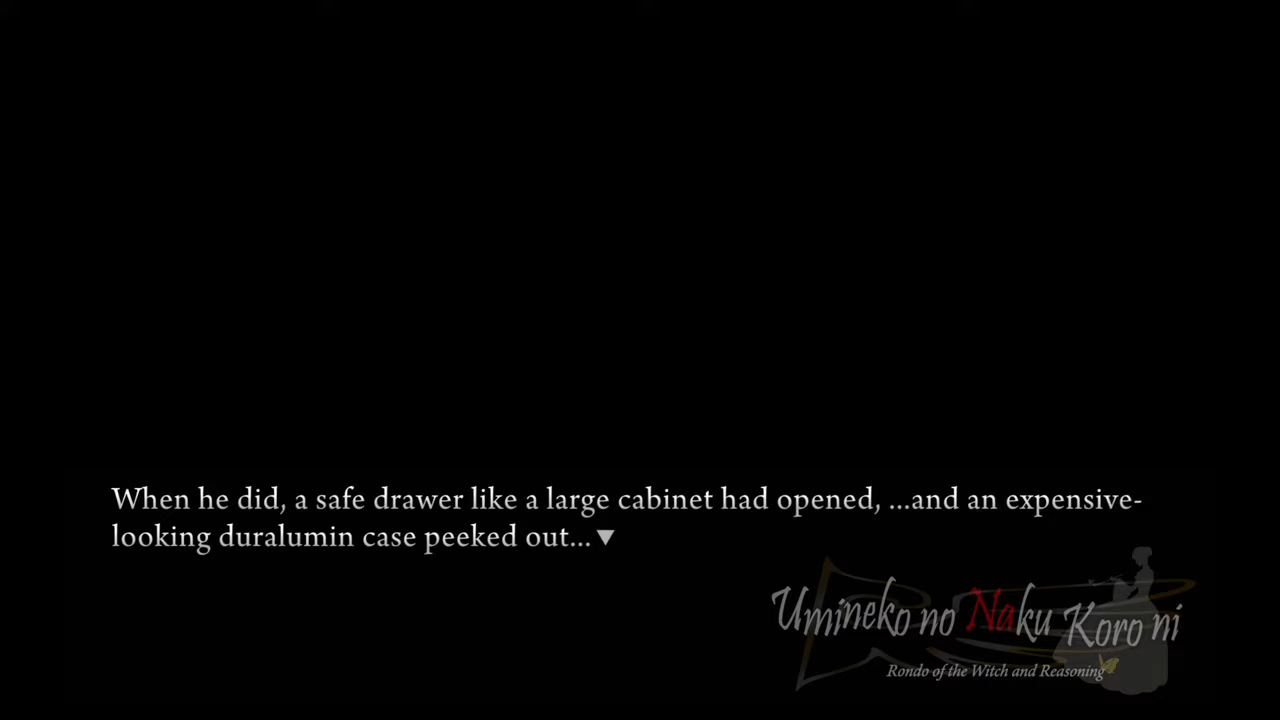 When he did, a safe drawer like a large cabinet had opened, ...and an expensive-
looking duralumin case peeked out...▼
Umineko no Naku Koro ni
Rondo of the Witch and Reasoning